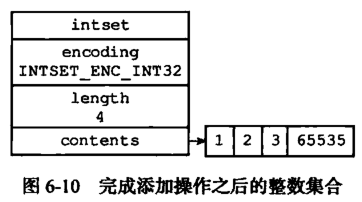 intset
encoding
INTSET_ENC_INT32
length
4
contents
1 2 3 65535
图 6-10 完成添加操作之后的整数集合